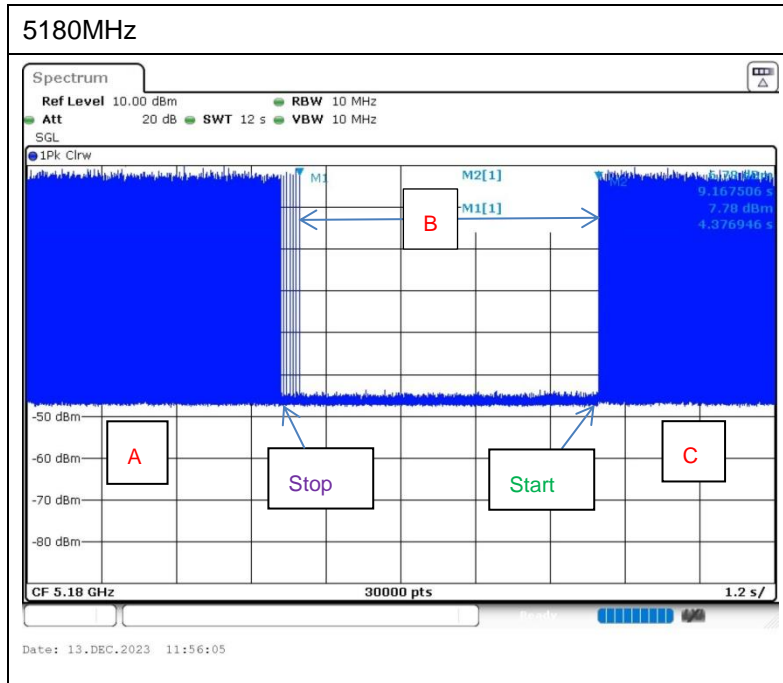 5180MHz
Spectrum
Ref Level 10.00 dBm RBW 10 MHz
Att 20 dB SWT 12 s VBW 10 MHz
SGL
1Pk Clrw
M1 M2[1] M2
9.167506 s
M1[1] 7.78 dBm
4.376946 s
B
-50 dBm
-60 dBm
-70 dBm
-80 dBm
A
Stop
Start
C
CF 5.18 GHz 30000 pts 1.2 s/
Ready
Date: 13.DEC.2023 11:56:05